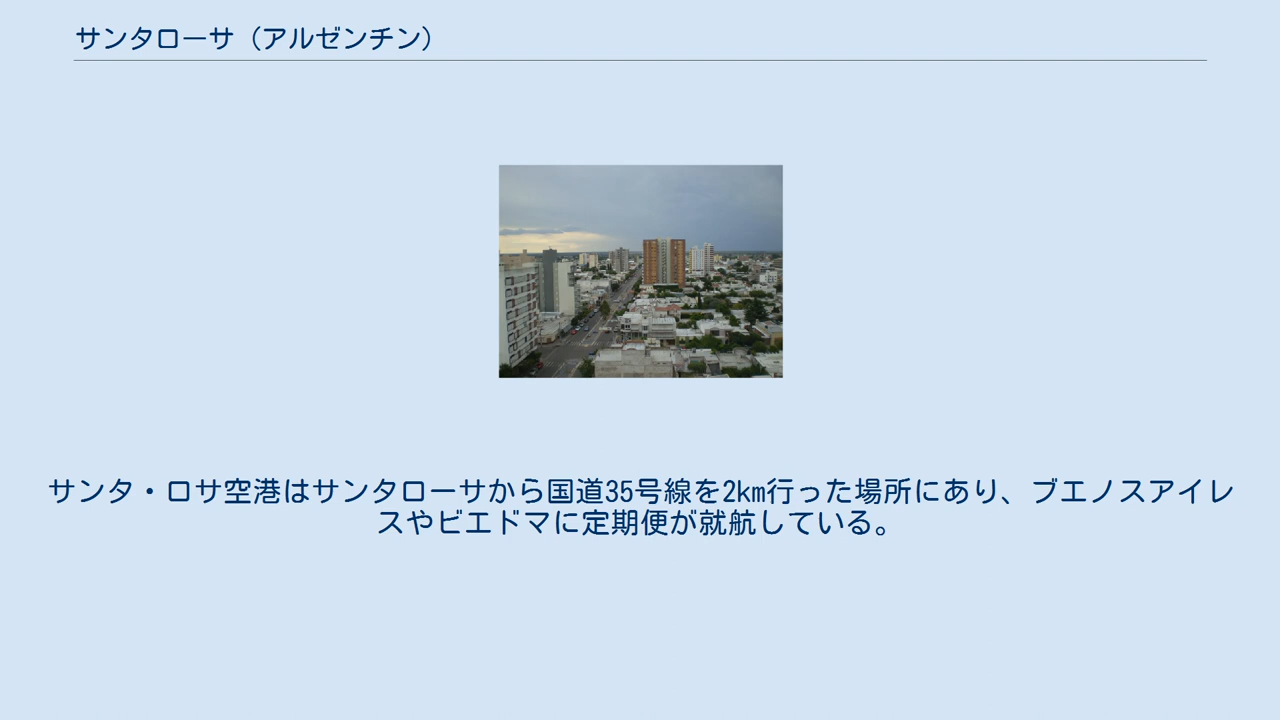 サンタローサ（アルゼンチン）
サンタ・ロサ空港はサンタローサから国道35号線を2km行った場所にあり、ブエノスアイレ
スやビエドマに定期便が就航している。